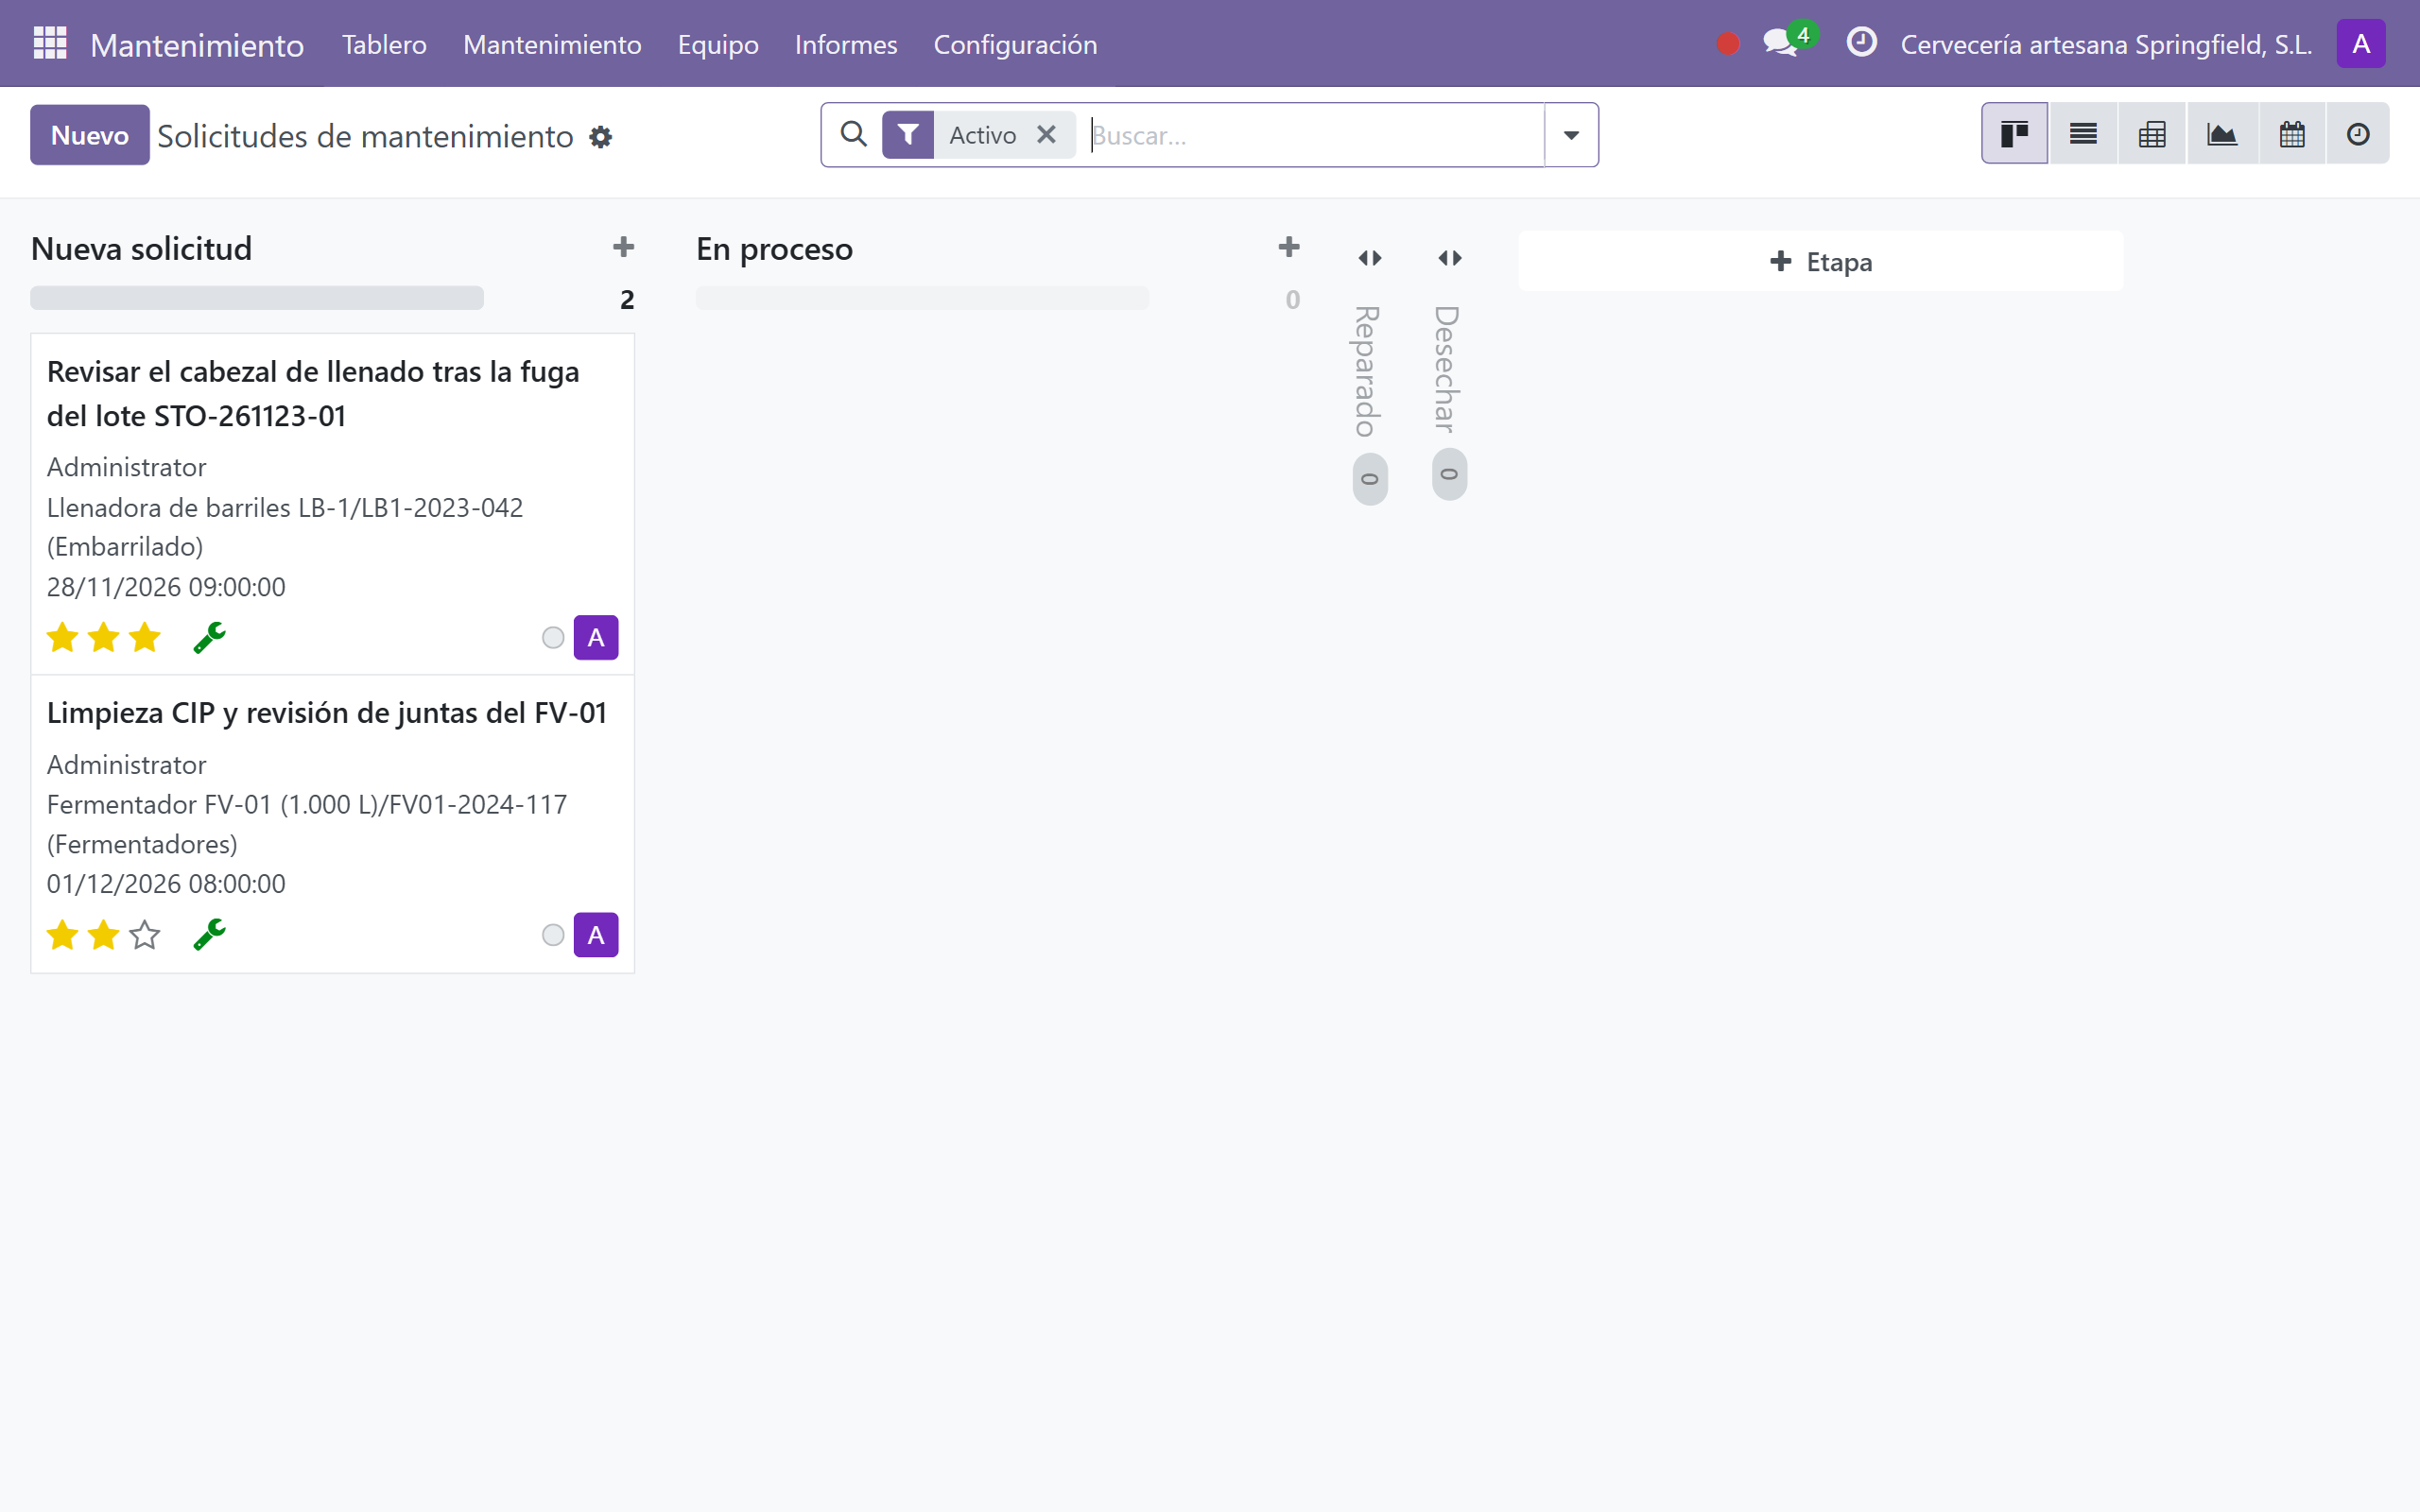 Mantenimiento Tablero Mantenimiento Equipo Informes Configuración 4 Cervecería artesana Springfield, S.L. A
Nuevo Solicitudes de mantenimiento Activo Buscar...
Nueva solicitud
2
Revisar el cabezal de llenado tras la fuga
del lote STO-261123-01
Administrator
Llenadora de barriles LB-1/LB1-2023-042
(Embarrilado)
28/11/2026 09:00:00
A
Limpieza CIP y revisión de juntas del FV-01
Administrator
Fermentador FV-01 (1.000 L)/FV01-2024-117
(Fermentadores)
01/12/2026 08:00:00
A
En proceso
0
Reparado 0
Desechar 0
Etapa